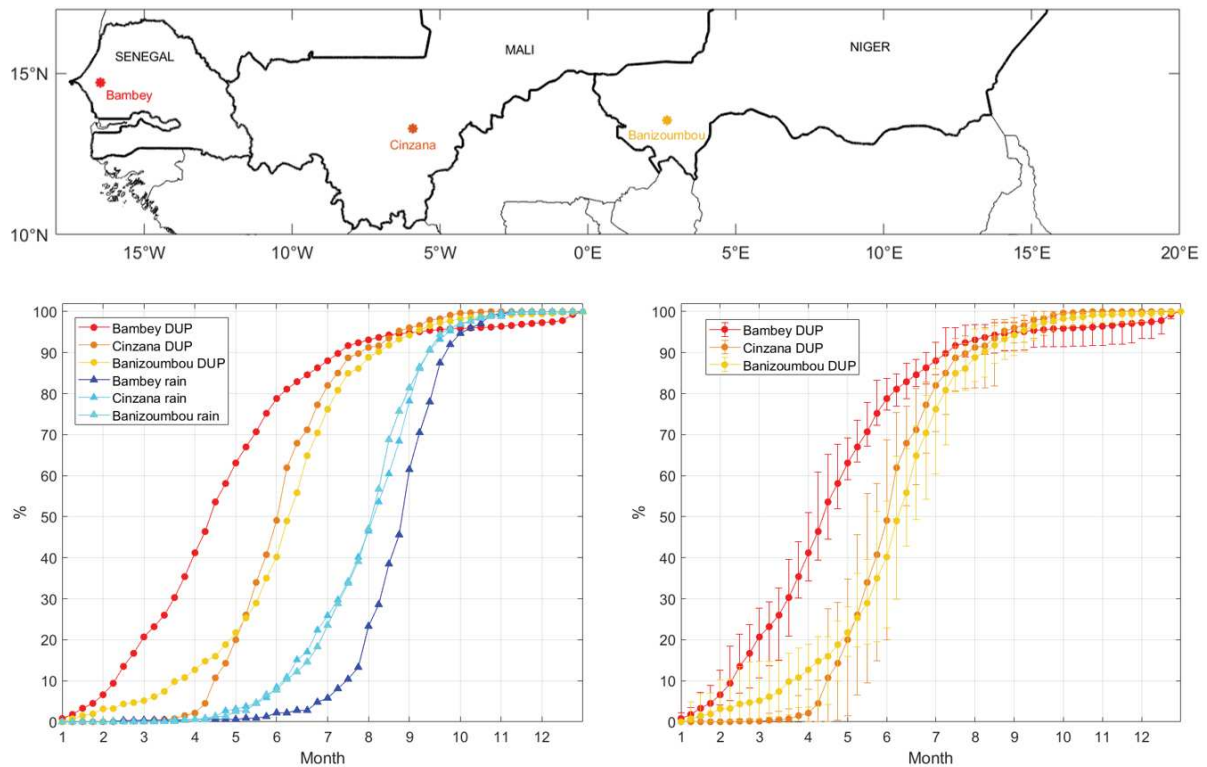 SENEGAL
MALI
NIGER
15°N
Bambey
Cinzana
Banizoumbou
10°N
15°W
10°W
5°W
0°E
5°E
10°E
15°E
20°E
100
90
80
70
60
50
40
30
20
10
0
%
Bambey DUP
Cinzana DUP
Banizoumbou DUP
Bambey rain
Cinzana rain
Banizoumbou rain
1 2 3 4 5 6 7 8 9 10 11 12
Month
100
90
80
70
60
50
40
30
20
10
0
%
Bambey DUP
Cinzana DUP
Banizoumbou DUP
1 2 3 4 5 6 7 8 9 10 11 12
Month